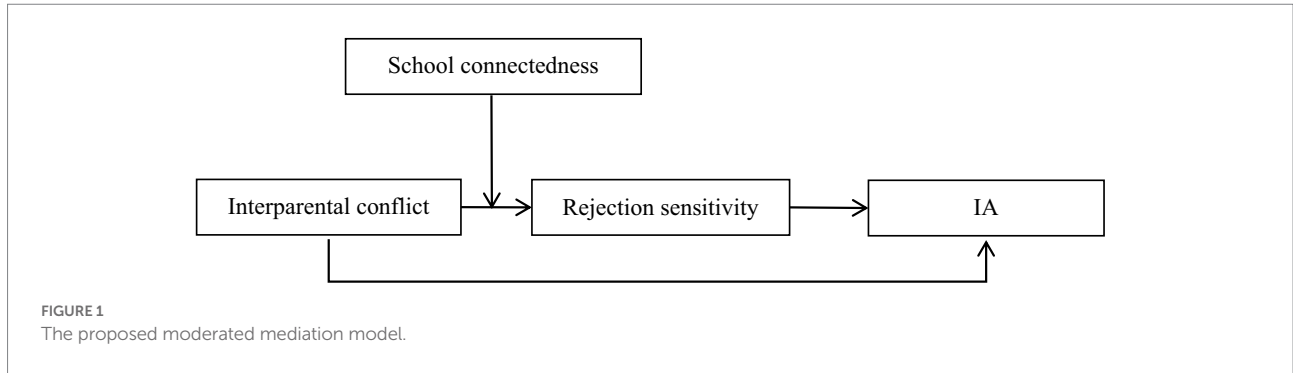 School connectedness
Interparental conflict
Rejection sensitivity
IA
FIGURE 1
The proposed moderated mediation model.